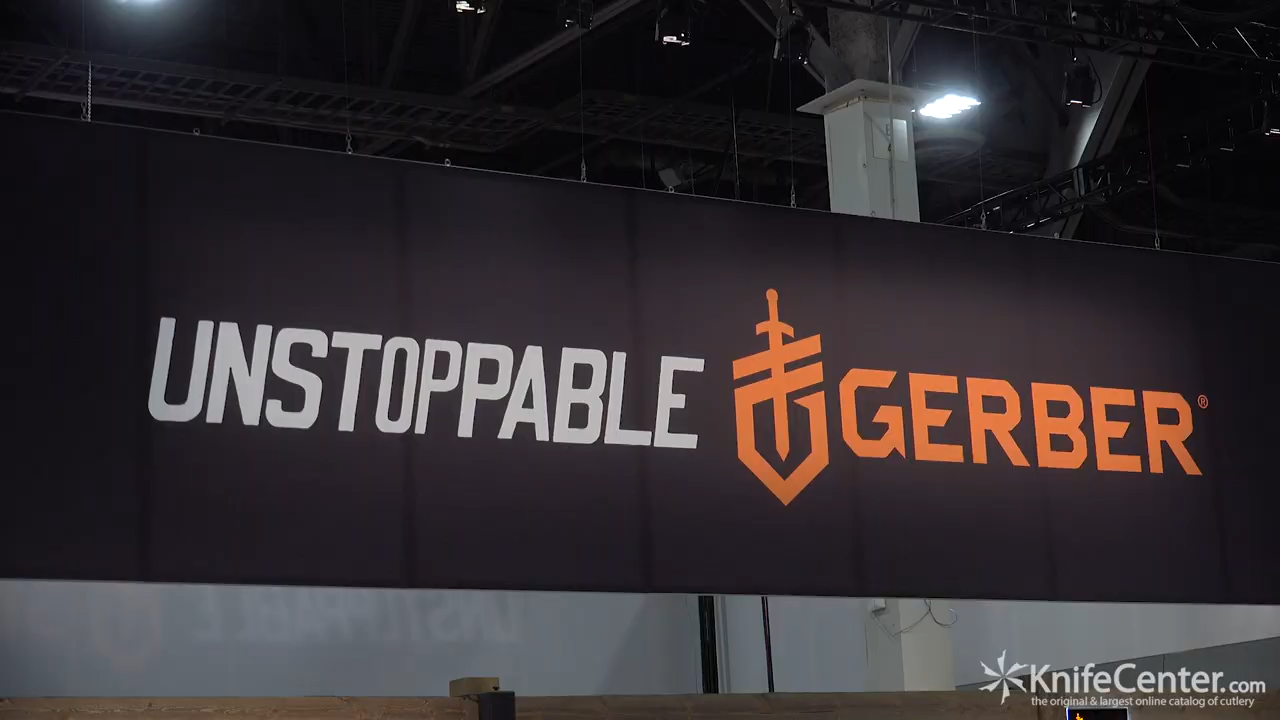 UNSTOPPABLE GERBER®
KnifeCenter.com
the original & largest online catalog of cutlery